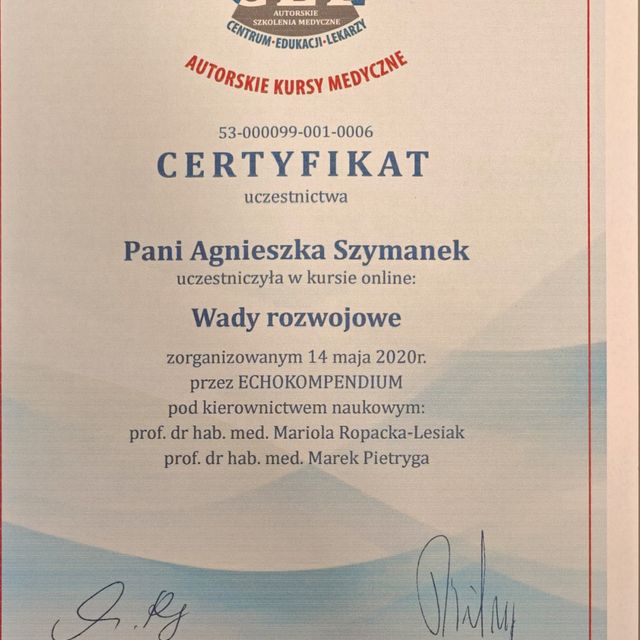 AUTORSKIE
SZKOLENIA MEDYCZNE
CENTRUM·EDUKACJI·LEKARZY
AUTORSKIE KURSY MEDYCZNE
53-000099-001-0006
CERTYFIKAT
uczestnictwa
Pani Agnieszka Szymanek
uczestniczyła w kursie online:
Wady rozwojowe
zorganizowanym 14 maja 2020r.
przez ECHOKOMPENDIUM
pod kierownictwem naukowym:
prof. dr hab. med. Mariola Ropacka-Lesiak
prof. dr hab. med. Marek Pietryga